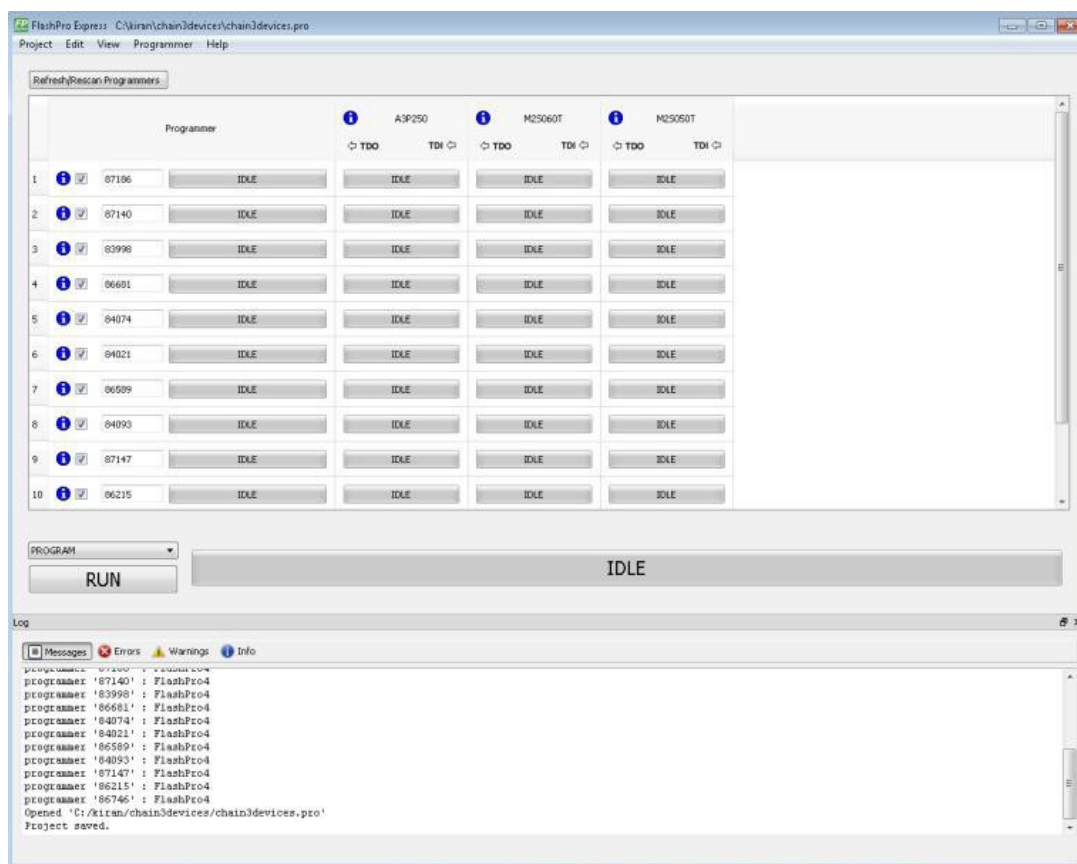 FlashPro Express C:\kiran\chain3devices\chain3devices.pro
Project Edit View Programmer Help
Refresh/Rescan Programmers
Programmer A3P250 M2S060T M2S050T
TDO TDI TDO TDI TDO TDI
1 87186 IDLE IDLE IDLE IDLE
2 87140 IDLE IDLE IDLE IDLE
3 83998 IDLE IDLE IDLE IDLE
4 86681 IDLE IDLE IDLE IDLE
5 84074 IDLE IDLE IDLE IDLE
6 84021 IDLE IDLE IDLE IDLE
7 86589 IDLE IDLE IDLE IDLE
8 84093 IDLE IDLE IDLE IDLE
9 87147 IDLE IDLE IDLE IDLE
10 86215 IDLE IDLE IDLE IDLE
PROGRAM
RUN
IDLE
Log
Messages Errors Warnings Info
programmer '87186' : FlashPro4
programmer '87140' : FlashPro4
programmer '83998' : FlashPro4
programmer '86681' : FlashPro4
programmer '84074' : FlashPro4
programmer '84021' : FlashPro4
programmer '86589' : FlashPro4
programmer '84093' : FlashPro4
programmer '87147' : FlashPro4
programmer '86215' : FlashPro4
programmer '86746' : FlashPro4
Opened 'C:/kiran/chain3devices/chain3devices.pro'
Project saved.